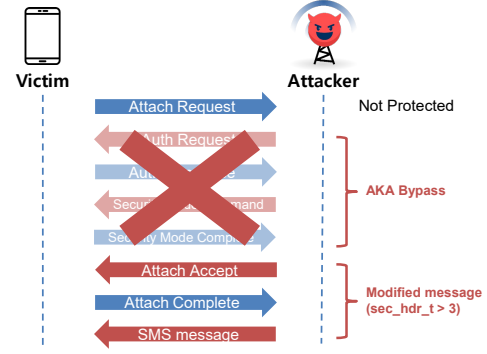 Victim
Attacker
Attach Request
Not Protected
Auth Request
Security Mode Complete
AKA Bypass
Attach Accept
Attach Complete
Modified message
(sec_hdr_t > 3)
SMS message